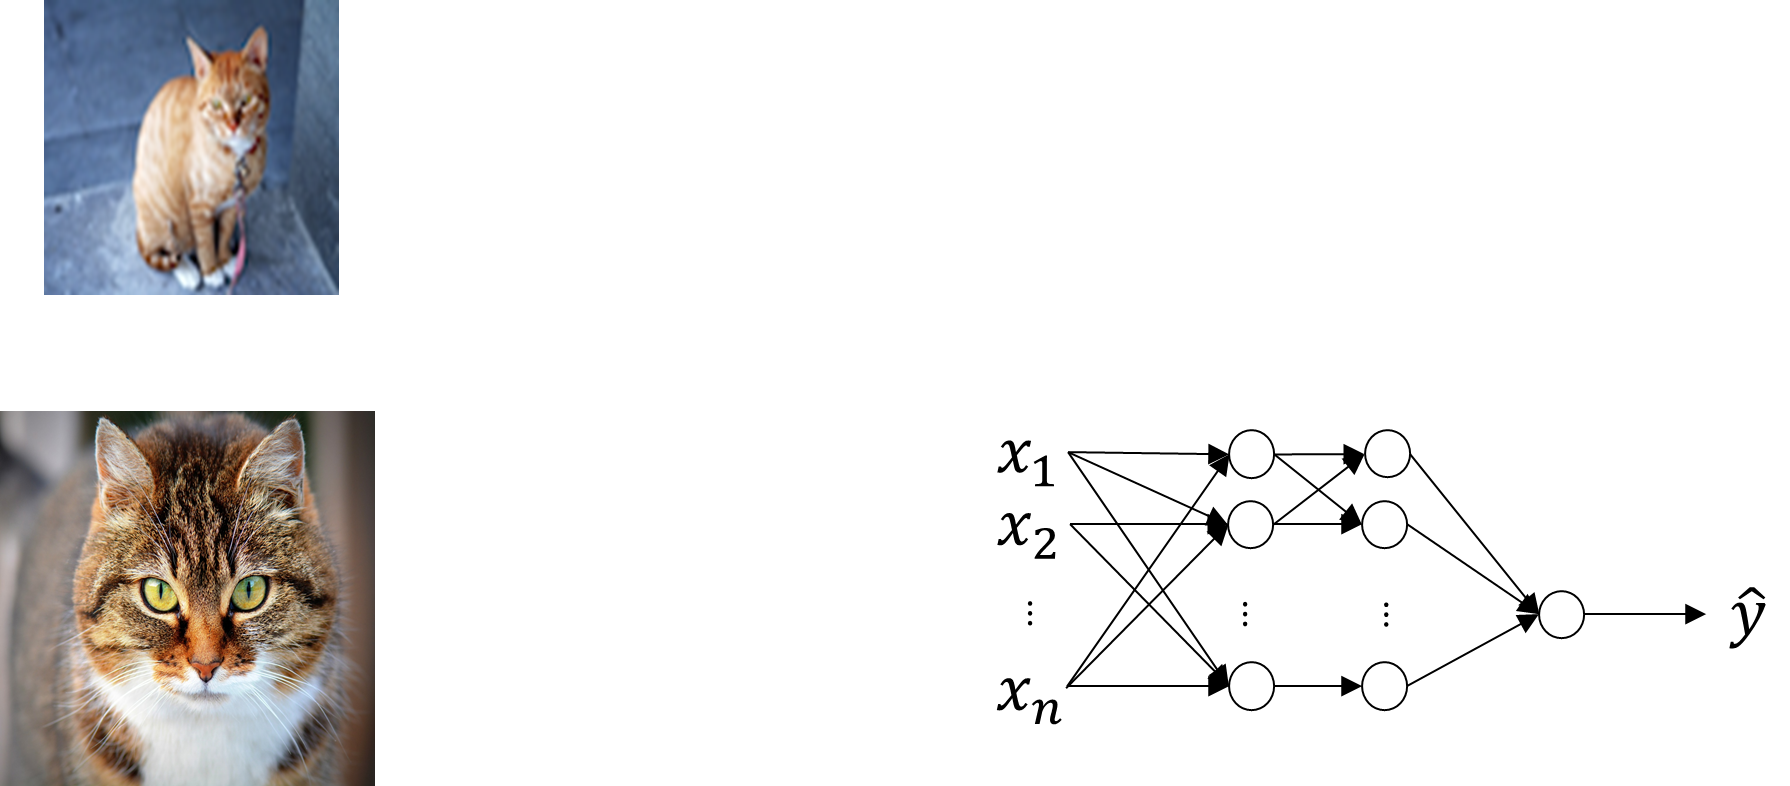 x₁
x₂
⋮ ⋮ ⋮
ŷ
xₙ